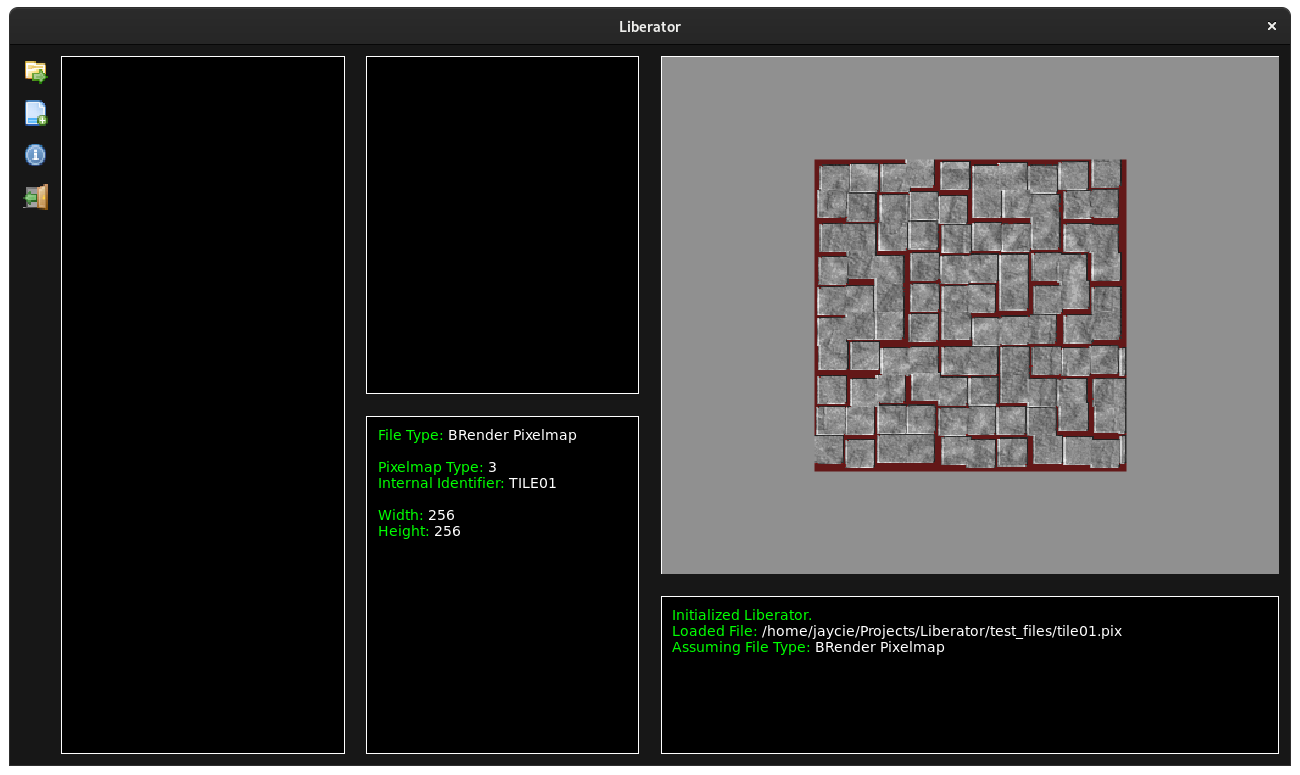 Liberator
File Type: BRender Pixelmap
Pixelmap Type: 3
Internal Identifier: TILE01
Width: 256
Height: 256
Initialized Liberator.
Loaded File: /home/jaycie/Projects/Liberator/test_files/tile01.pix
Assuming File Type: BRender Pixelmap